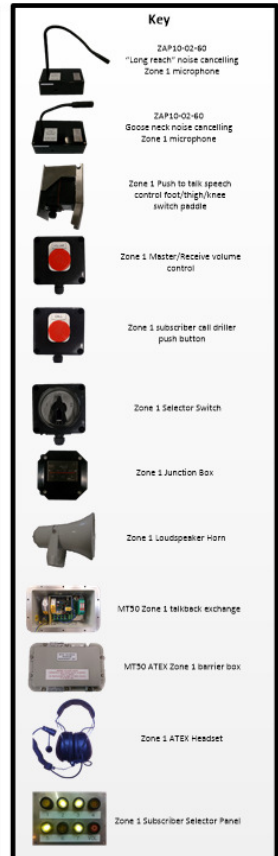 Key
ZAP10-02-60
"Long reach" noise cancelling
Zone 1 microphone
ZAP10-02-60
Goose neck noise cancelling
Zone 1 microphone
Zone 1 Push to talk speech
control foot/thigh/knee
switch paddle
Zone 1 Master/Receive volume
control
Zone 1 subscriber call driller
push button
Zone 1 Selector Switch
Zone 1 Junction Box
Zone 1 Loudspeaker Horn
MT50 Zone 1 talkback exchange
MT50 ATEX Zone 1 barrier box
Zone 1 ATEX Headset
Zone 1 Subscriber Selector Panel